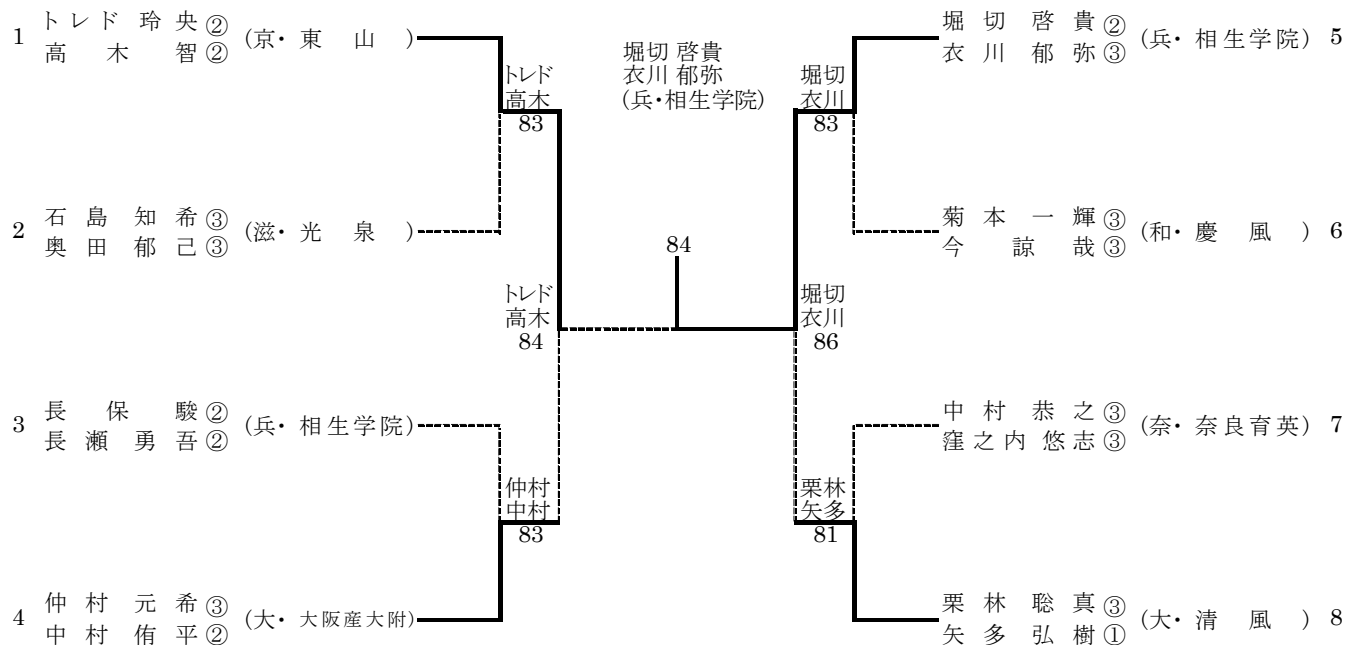 1 トレド 玲央② (京・東山)
高木 智②
トレド
高木
83
2 石島知希③ (滋・光泉)
奥田郁己③
トレド
高木
84
3 長保 駿② (兵・相生学院)
長瀬勇吾②
仲村
中村
83
4 仲村元希③ (大・大阪産大附)
中村侑平②
堀切 啓貴
衣川 郁弥
(兵・相生学院)
84
堀切啓貴② (兵・相生学院) 5
衣川郁弥③
堀切
衣川
83
菊本一輝③ (和・慶風) 6
今 諒哉③
堀切
衣川
86
中村恭之③ (奈・奈良育英) 7
窪之内悠志③
栗林
矢多
81
栗林聡真③ (大・清風) 8
矢多弘樹①